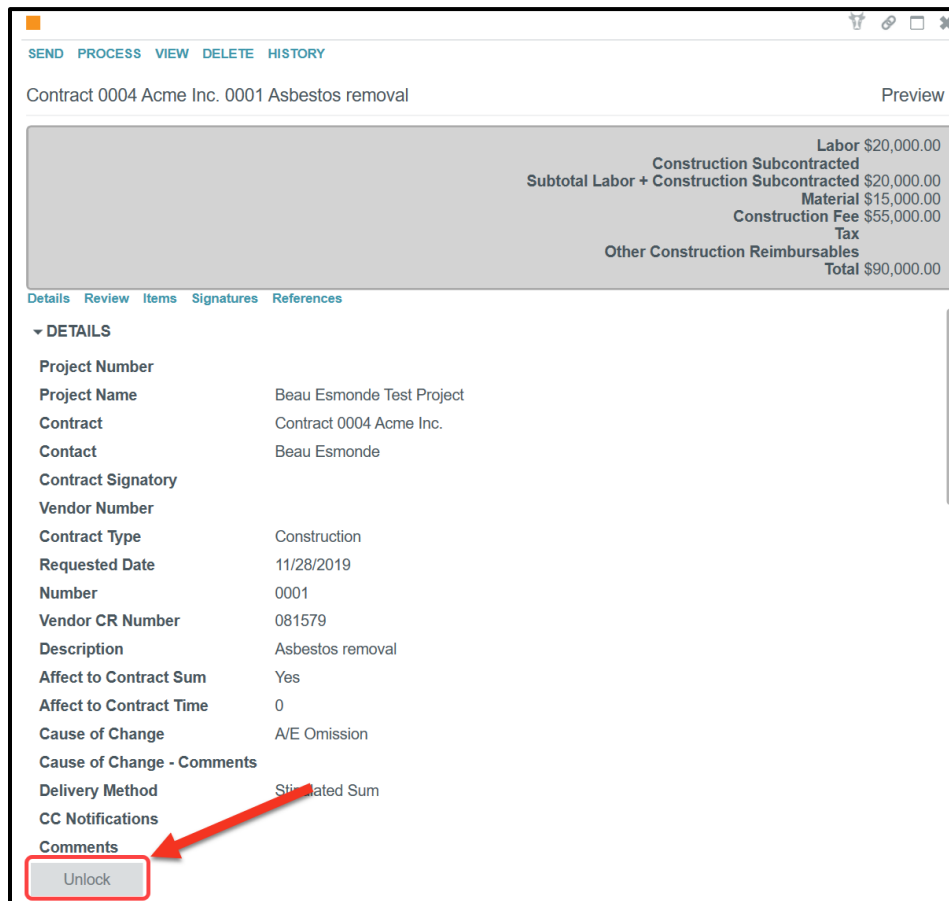 SEND PROCESS VIEW DELETE HISTORY
Contract 0004 Acme Inc. 0001 Asbestos removal Preview
Labor $20,000.00
Construction Subcontracted
Subtotal Labor + Construction Subcontracted $20,000.00
Material $15,000.00
Construction Fee $55,000.00
Tax
Other Construction Reimbursables
Total $90,000.00
Details Review Items Signatures References
DETAILS
Project Number
Project Name Beau Esmonde Test Project
Contract Contract 0004 Acme Inc.
Contact Beau Esmonde
Contract Signatory
Vendor Number
Contract Type Construction
Requested Date 11/28/2019
Number 0001
Vendor CR Number 081579
Description Asbestos removal
Affect to Contract Sum Yes
Affect to Contract Time 0
Cause of Change A/E Omission
Cause of Change - Comments
Delivery Method Stipulated Sum
CC Notifications
Comments
Unlock